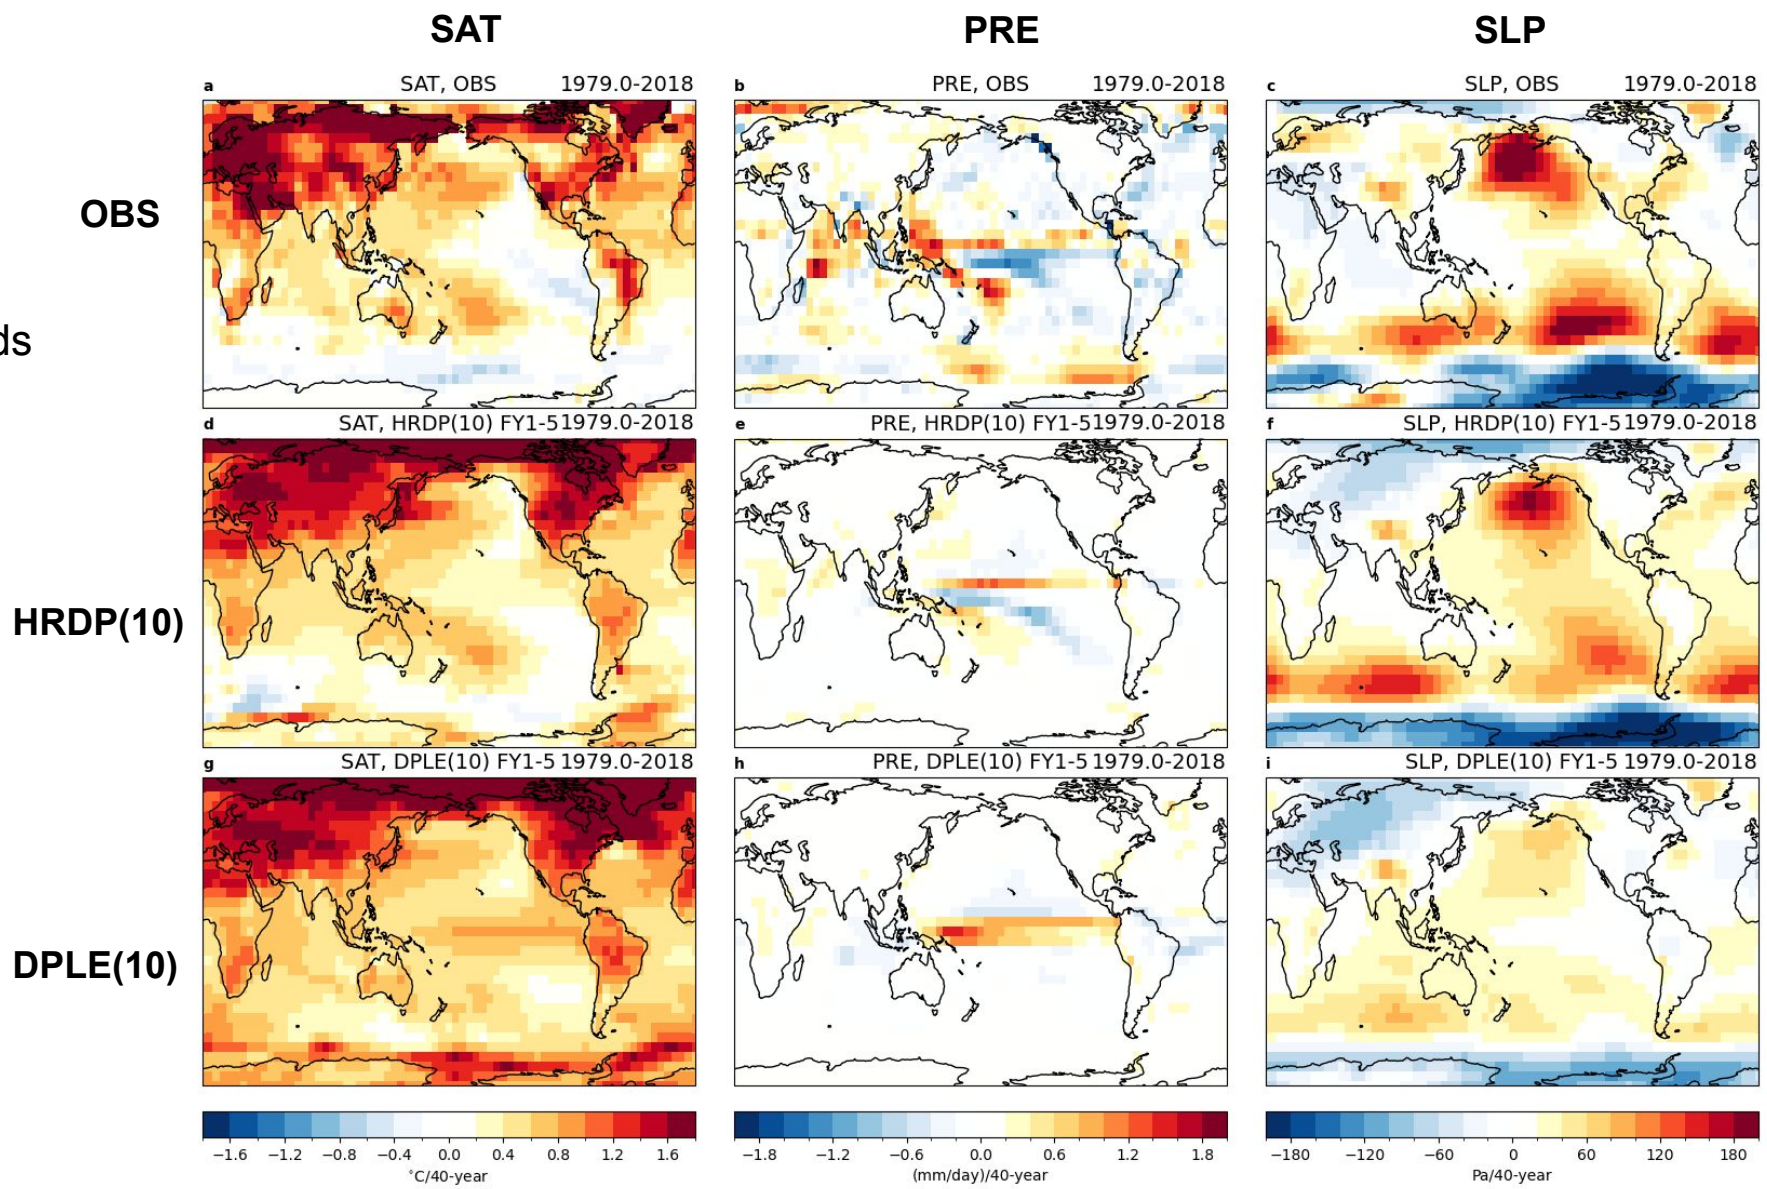 SAT PRE SLP
a SAT, OBS 1979.0-2018 b PRE, OBS 1979.0-2018 c SLP, OBS 1979.0-2018
OBS
ds
d SAT, HRDP(10) FY1-51979.0-2018 e PRE, HRDP(10) FY1-51979.0-2018 f SLP, HRDP(10) FY1-51979.0-2018
HRDP(10)
g SAT, DPLE(10) FY1-5 1979.0-2018 h PRE, DPLE(10) FY1-51979.0-2018 i SLP, DPLE(10) FY1-5 1979.0-2018
DPLE(10)
−1.6 −1.2 −0.8 −0.4 0.0 0.4 0.8 1.2 1.6 −1.8 −1.2 −0.6 0.0 0.6 1.2 1.8 −180 −120 −60 0 60 120 180
°C/40-year (mm/day)/40-year Pa/40-year